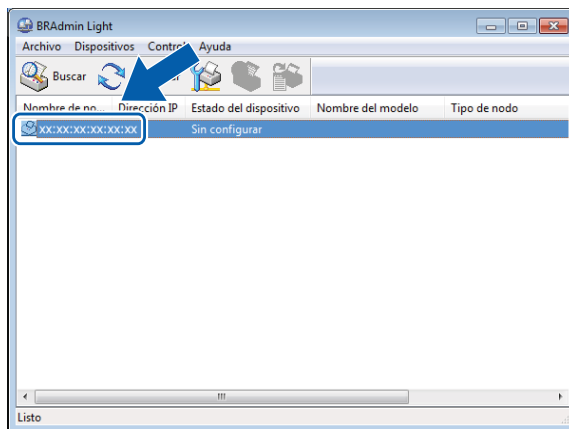 BRAdmin Light
Archivo Dispositivos Control Ayuda
Buscar
Nombre de no... Dirección IP Estado del dispositivo Nombre del modelo Tipo de nodo
xx:xx:xx:xx:xx:xx Sin configurar
Listo